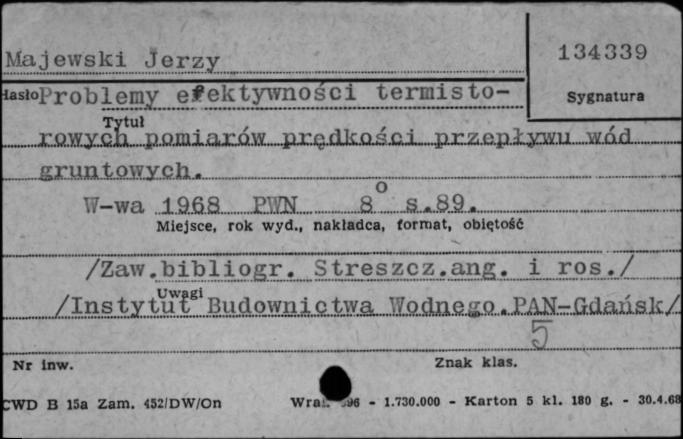 Majewski Jerzy
134339
Hasło
Problemy efektywności termisto-
Sygnatura
Tytuł
rowych pomiarów prędkości przepływu wód
gruntowych.
W-wa 1968 PWN 8° s.89.
Miejsce, rok wyd., nakładca, format, objętość
/Zaw.bibliogr. Streszcz.ang. i ros./
Uwagi
/Instytut Budownictwa Wodnego.PAN-Gdańsk/
5
Nr inw.
Znak klas.
CWD B 15a Zam. 452/DW/On
96 - 1.730.000 - Karton 5 kl. 180 g. - 30.4.68